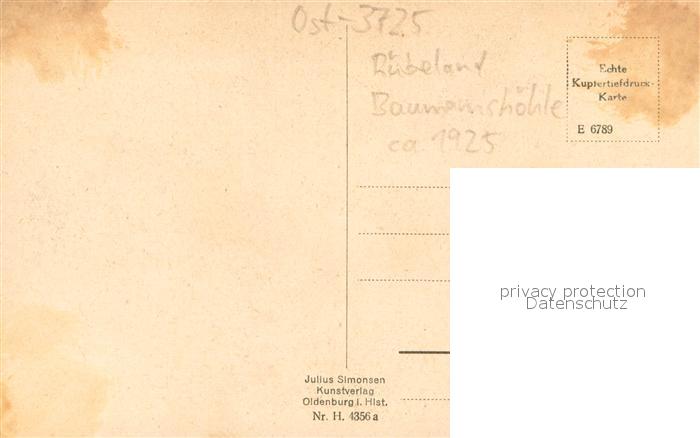 Ost-3725
Rübeland
Baumannshöhle
ca 1925
Echte
Kupfertiefdruck-
Karte
E 6789
privacy protection
Datenschutz
Julius Simonsen
Kunstverlag
Oldenburg i. Hlst.
Nr. H. 4356a